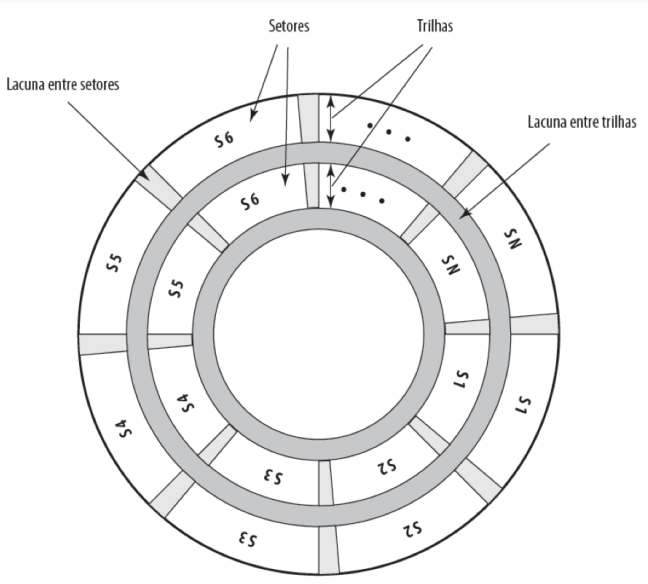 Setores
Trilhas
Lacuna entre setores
Lacuna entre trilhas
S6
• • •
SN
S1
S2
S3
S4
S5
S6
• • •
SN
S1
S2
S3
S4
S5